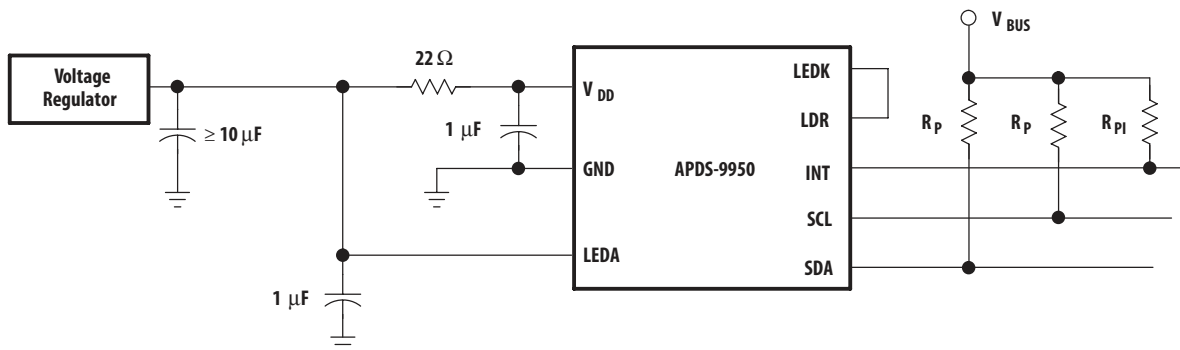 V BUS
Voltage
Regulator
22 Ω
≥ 10 µF
V DD
1 µF
GND
LEDA
1 µF
APDS-9950
LEDK
LDR
INT
SCL
SDA
R P
R P
R PI